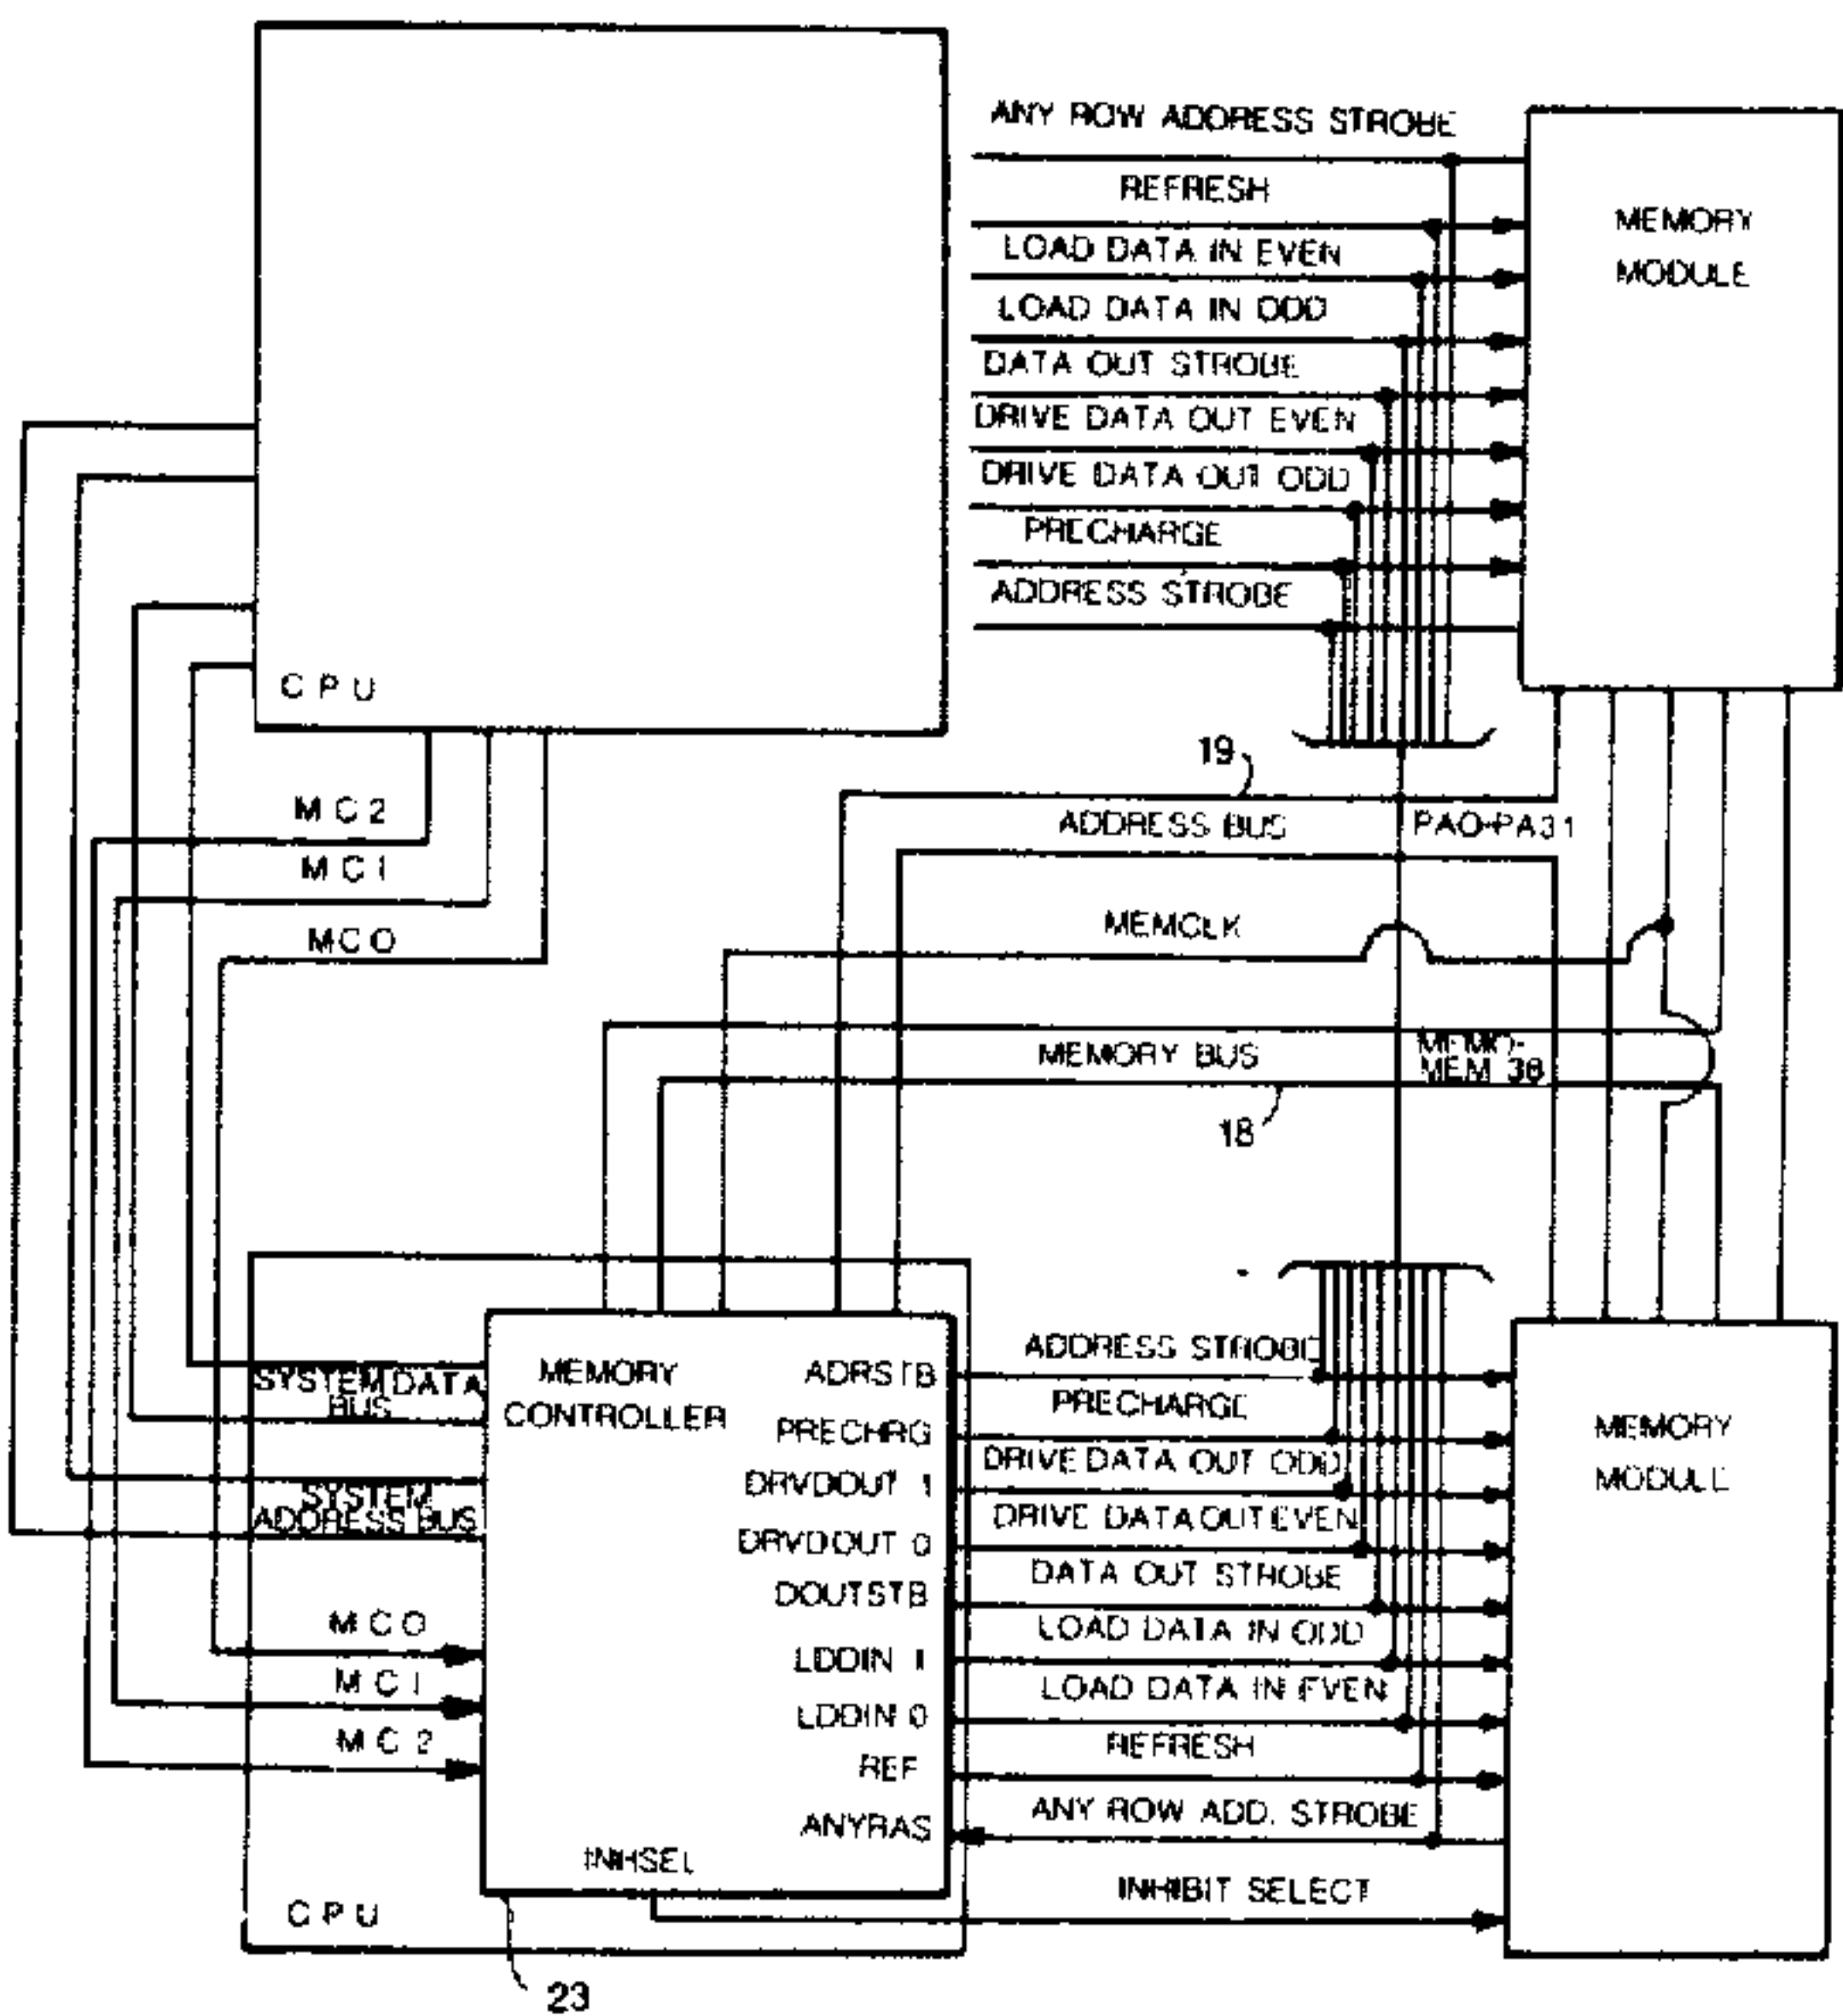 ANY ROW ADDRESS STROBE
REFRESH
LOAD DATA IN EVEN
LOAD DATA IN ODD
DATA OUT STROBE
DRIVE DATA OUT EVEN
DRIVE DATA OUT ODD
PRECHARGE
ADDRESS STROBE
MEMORY
MODULE
CPU
19
MC2
MC1
MC0
ADDRESS BUS
PA0-PA31
MEMCLK
MEMORY BUS
MEM0-
MEM 38
18
SYSTEM DATA
BUS
SYSTEM
ADDRESS BUS
MC0
MC1
MC2
MEMORY
CONTROLLER
ADRSTB
PRECHRG
DRVDOUT 1
DRVDOUT 0
DOUTSTB
LDDIN 1
LDDIN 0
REF
ANYRAS
INHSEL
CPU
23
ADDRESS STROBE
PRECHARGE
DRIVE DATA OUT ODD
DRIVE DATA OUT EVEN
DATA OUT STROBE
LOAD DATA IN ODD
LOAD DATA IN EVEN
REFRESH
ANY ROW ADD. STROBE
INHIBIT SELECT
MEMORY
MODULE